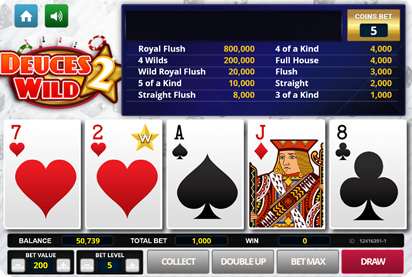 COINS BET
5
DEUCES
WILD 2
Royal Flush 800,000 4 of a Kind 4,000
4 Wilds 200,000 Full House 4,000
Wild Royal Flush 20,000 Flush 3,000
5 of a Kind 10,000 Straight 2,000
Straight Flush 8,000 3 of a Kind 1,000
7 2 W A J 8
BALANCE 50,739 TOTAL BET 1,000 WIN 0 ID: 12416391-1
BET VALUE BET LEVEL
200 5
COLLECT DOUBLE UP BET MAX DRAW